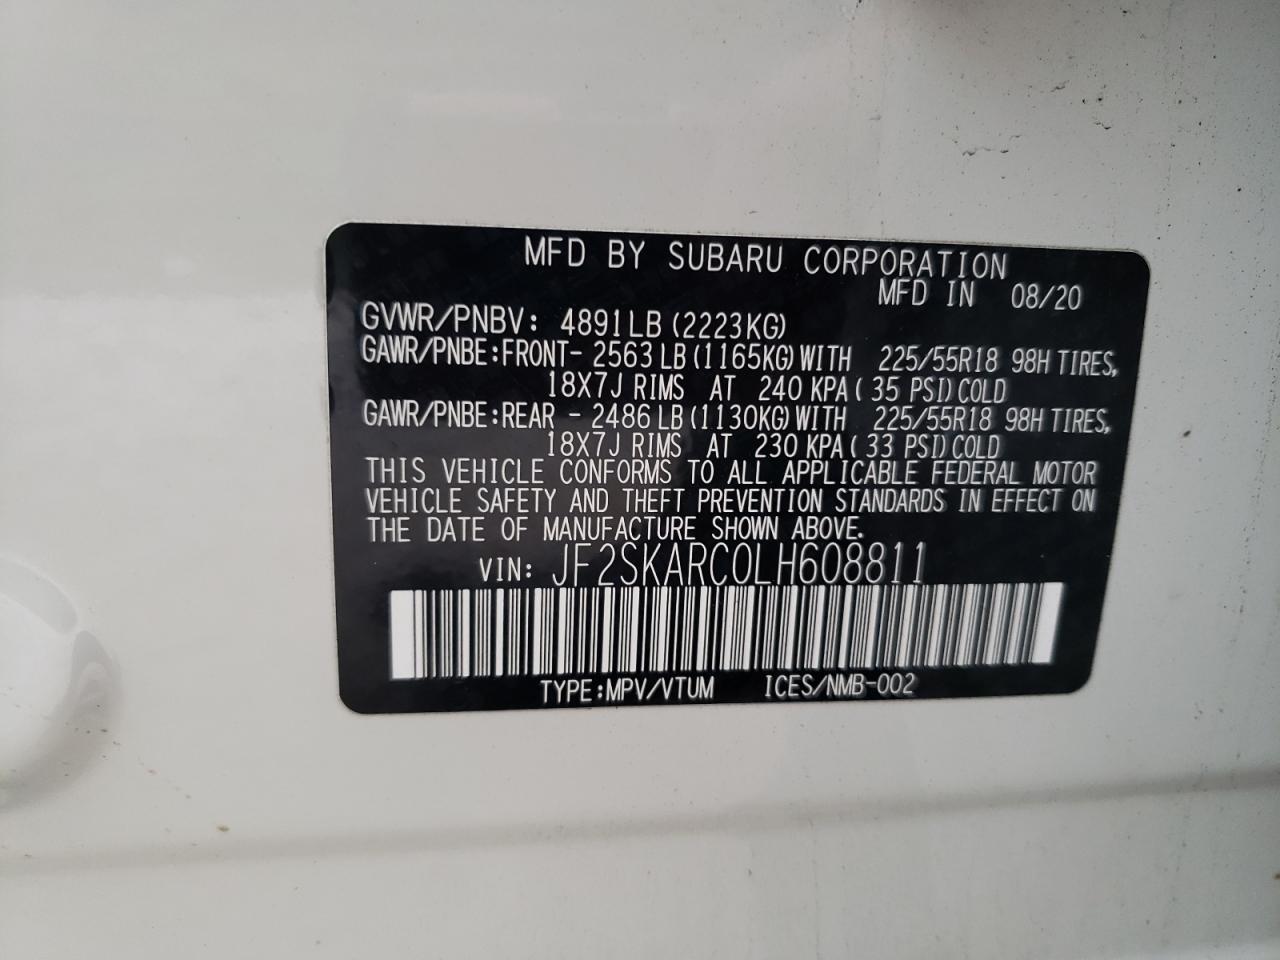 MFD BY SUBARU CORPORATION
MFD IN 08/20
GVWR/PNBV: 4891LB (2223KG)
GAWR/PNBE:FRONT- 2563 LB (1165KG) WITH 225/55R18 98H TIRES,
18X7J RIMS AT 240 KPA ( 35 PSI) COLD
GAWR/PNBE:REAR - 2486 LB (1130KG) WITH 225/55R18 98H TIRES,
18X7J RIMS AT 230 KPA ( 33 PSI) COLD
THIS VEHICLE CONFORMS TO ALL APPLICABLE FEDERAL MOTOR
VEHICLE SAFETY AND THEFT PREVENTION STANDARDS IN EFFECT ON
THE DATE OF MANUFACTURE SHOWN ABOVE.
VIN: JF2SKARC0LH608811
TYPE:MPV/VTUM ICES/NMB-002